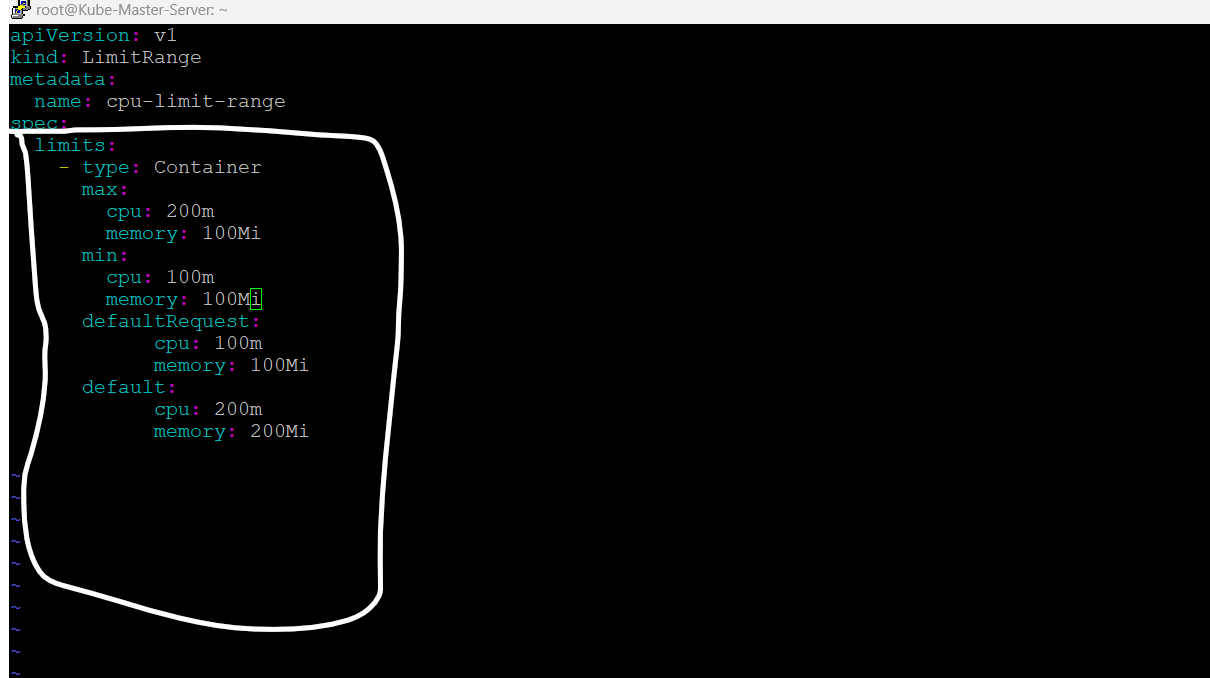 root@Kube-Master-Server: ~
apiVersion: v1
kind: LimitRange
metadata:
  name: cpu-limit-range
spec:
  limits:
    - type: Container
      max:
        cpu: 200m
        memory: 100Mi
      min:
        cpu: 100m
        memory: 100Mi
      defaultRequest:
            cpu: 100m
            memory: 100Mi
      default:
            cpu: 200m
            memory: 200Mi
~
~
~
~
~
~
~
~
~
~